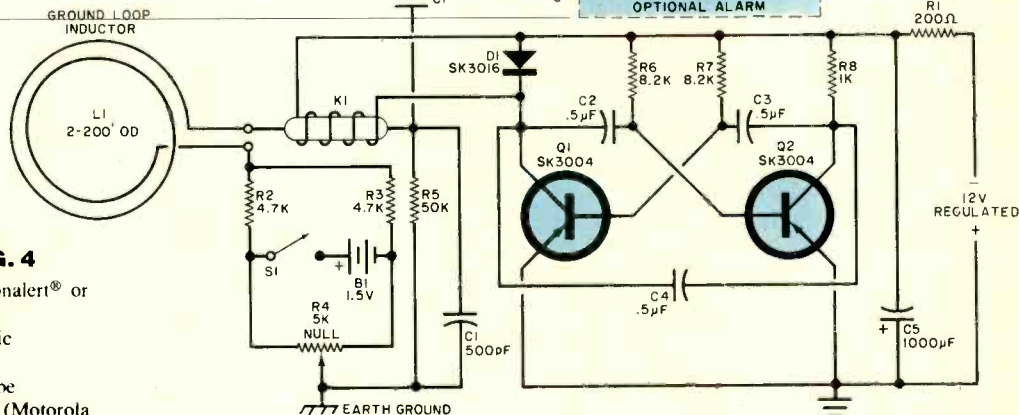 OPTIONAL ALARM
GROUND LOOP
INDUCTOR
L1
2-200' OD
K1
D1
SK3016
R6
8.2K
R7
8.2K
R8
1K
R1
200Ω
C2
.5µF
C3
.5µF
Q1
SK3004
Q2
SK3004
R2
4.7K
R3
4.7K
R5
50K
S1
+
B1
1.5V
R4
5K
NULL
C1
500pF
C4
.5µF
−
12V
REGULATED
+
+ C5
1000µF
EARTH GROUND
G. 4
nalert® or
ic
be
(Motorola